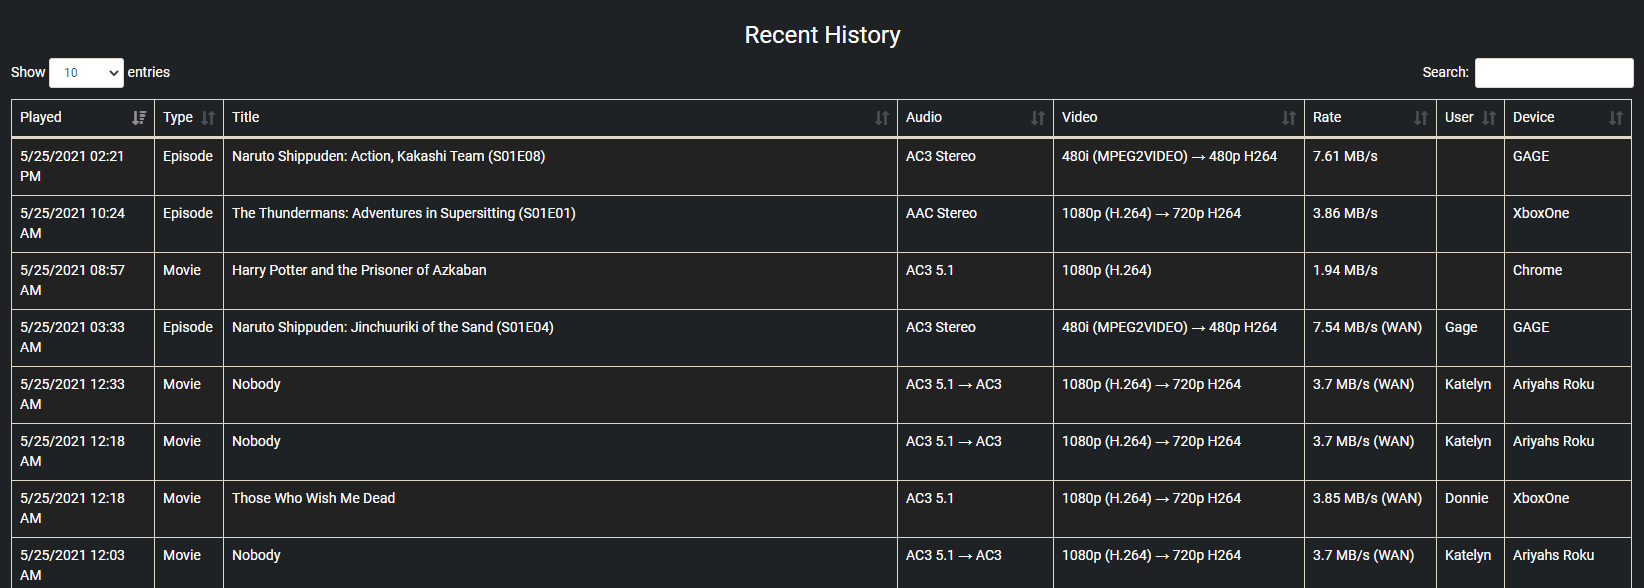 Recent History
Show 10 entries Search:
Played Type Title Audio Video Rate User Device
5/25/2021 02:21 PM Episode Naruto Shippuden: Action, Kakashi Team (S01E08) AC3 Stereo 480i (MPEG2VIDEO) → 480p H264 7.61 MB/s GAGE
5/25/2021 10:24 AM Episode The Thundermans: Adventures in Supersitting (S01E01) AAC Stereo 1080p (H.264) → 720p H264 3.86 MB/s XboxOne
5/25/2021 08:57 AM Movie Harry Potter and the Prisoner of Azkaban AC3 5.1 1080p (H.264) 1.94 MB/s Chrome
5/25/2021 03:33 AM Episode Naruto Shippuden: Jinchuuriki of the Sand (S01E04) AC3 Stereo 480i (MPEG2VIDEO) → 480p H264 7.54 MB/s (WAN) Gage GAGE
5/25/2021 12:33 AM Movie Nobody AC3 5.1 → AC3 1080p (H.264) → 720p H264 3.7 MB/s (WAN) Katelyn Ariyahs Roku
5/25/2021 12:18 AM Movie Nobody AC3 5.1 → AC3 1080p (H.264) → 720p H264 3.7 MB/s (WAN) Katelyn Ariyahs Roku
5/25/2021 12:18 AM Movie Those Who Wish Me Dead AC3 5.1 1080p (H.264) → 720p H264 3.85 MB/s (WAN) Donnie XboxOne
5/25/2021 12:03 AM Movie Nobody AC3 5.1 → AC3 1080p (H.264) → 720p H264 3.7 MB/s (WAN) Katelyn Ariyahs Roku